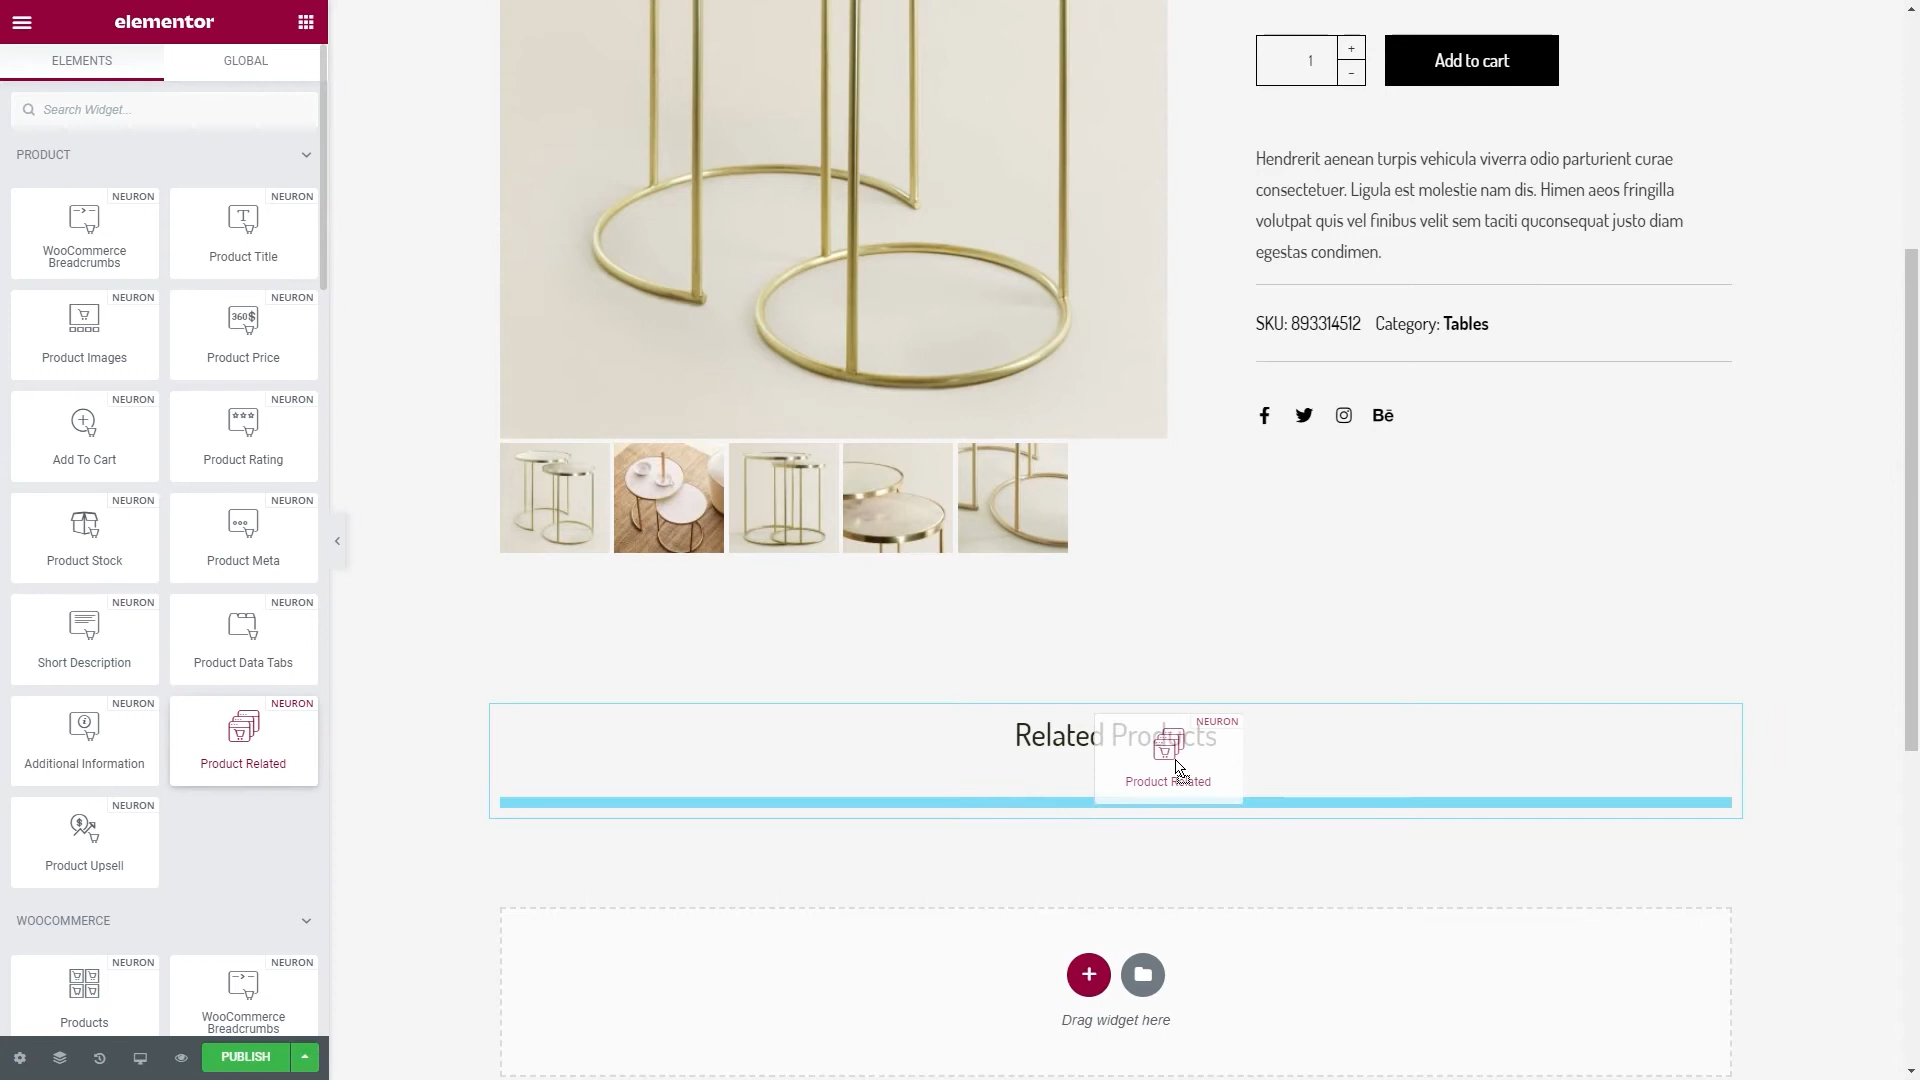 elementor
ELEMENTS
GLOBAL
Search Widget...
PRODUCT
NEURON
WooCommerce
Breadcrumbs
NEURON
Product Title
NEURON
Product Images
NEURON
360$
Product Price
NEURON
Add To Cart
NEURON
Product Rating
NEURON
Product Stock
NEURON
Product Meta
NEURON
Short Description
NEURON
Product Data Tabs
NEURON
Additional Information
NEURON
Product Related
NEURON
Product Upsell
WOOCOMMERCE
NEURON
Products
NEURON
WooCommerce
Breadcrumbs
PUBLISH
1
+
-
Add to cart
Hendrerit aenean turpis vehicula viverra odio parturient curae
consectetuer. Ligula est molestie nam dis. Himen aeos fringilla
volutpat quis vel finibus velit sem taciti quconsequat justo diam
egestas condimen.
SKU: 893314512 Category: Tables
Bē
Related Products
NEURON
Product Related
Drag widget here